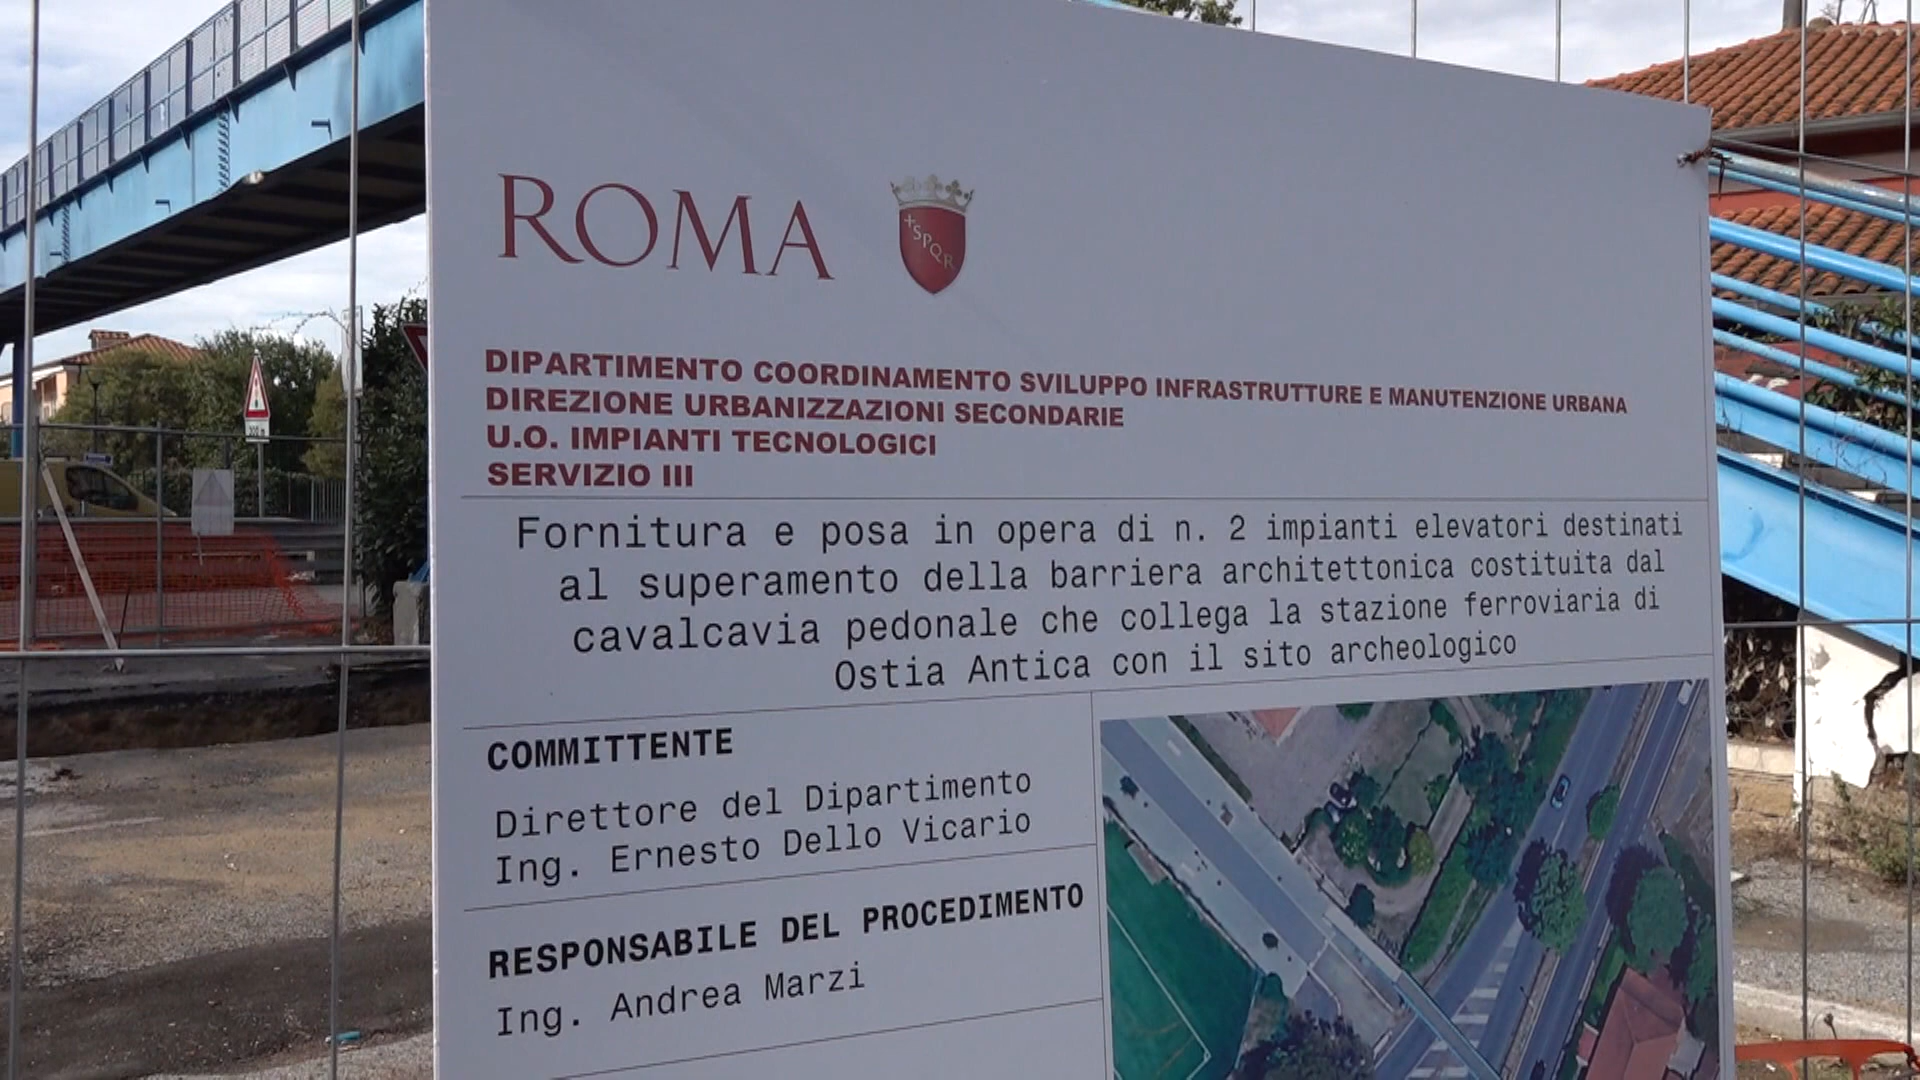 ROMA
SPQR
DIPARTIMENTO COORDINAMENTO SVILUPPO INFRASTRUTTURE E MANUTENZIONE URBANA
DIREZIONE URBANIZZAZIONI SECONDARIE
U.O. IMPIANTI TECNOLOGICI
SERVIZIO III
Fornitura e posa in opera di n. 2 impianti elevatori destinati
al superamento della barriera architettonica costituita dal
cavalcavia pedonale che collega la stazione ferroviaria di
Ostia Antica con il sito archeologico
COMMITTENTE
Direttore del Dipartimento
Ing. Ernesto Dello Vicario
RESPONSABILE DEL PROCEDIMENTO
Ing. Andrea Marzi